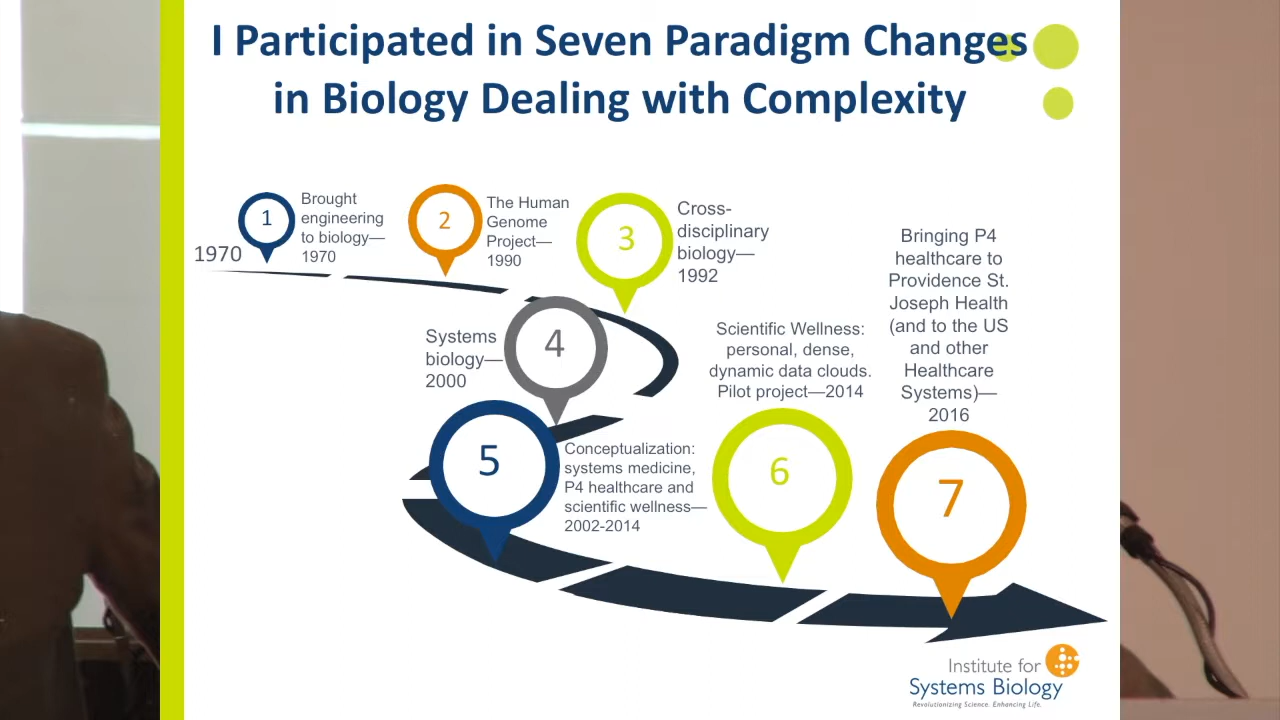 I Participated in Seven Paradigm Changes
in Biology Dealing with Complexity
1970
1
Brought
engineering
to biology—
1970
2
The Human
Genome
Project—
1990
3
Cross-
disciplinary
biology—
1992
4
Systems
biology—
2000
5
Conceptualization:
systems medicine,
P4 healthcare and
scientific wellness—
2002-2014
Scientific Wellness:
personal, dense,
dynamic data clouds.
Pilot project—2014
6
Bringing P4
healthcare to
Providence St.
Joseph Health
(and to the US
and other
Healthcare
Systems)—
2016
7
Institute for
Systems Biology
Revolutionizing Science. Enhancing Life.